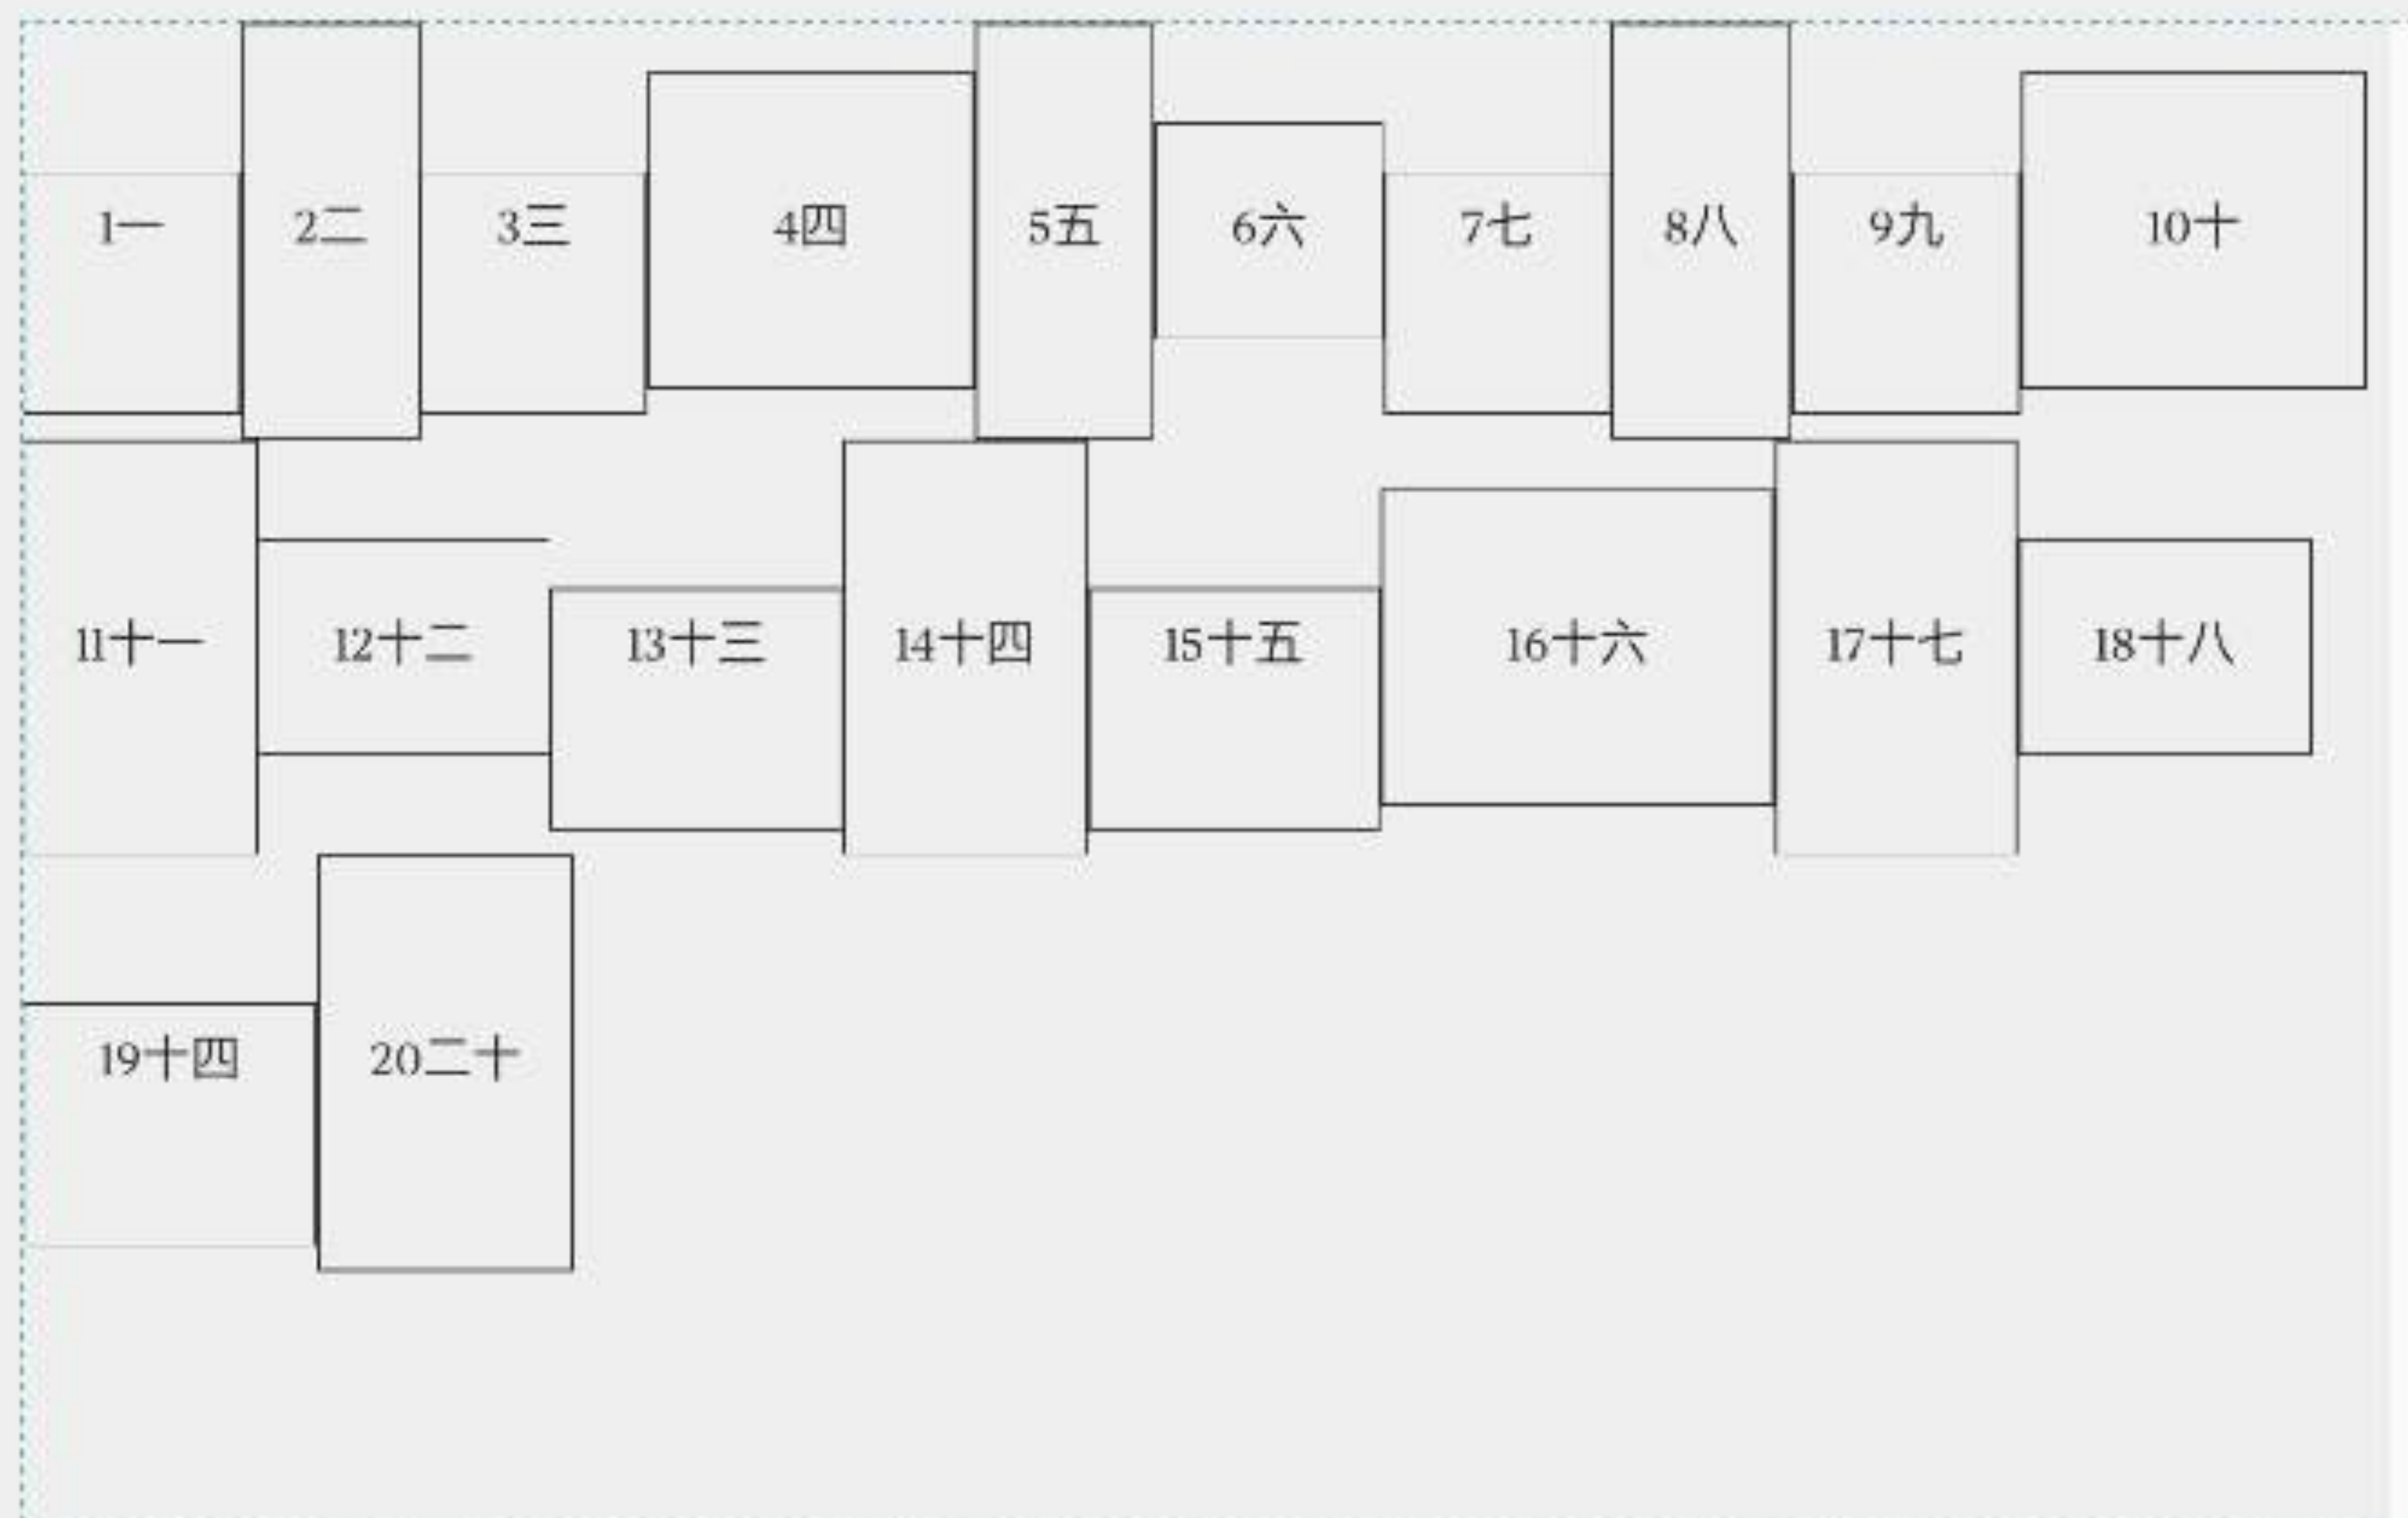 1一 2二 3三 4四 5五 6六 7七 8八 9九 10十
11十一 12十二 13十三 14十四 15十五 16十六 17十七 18十八
19十四 20二十